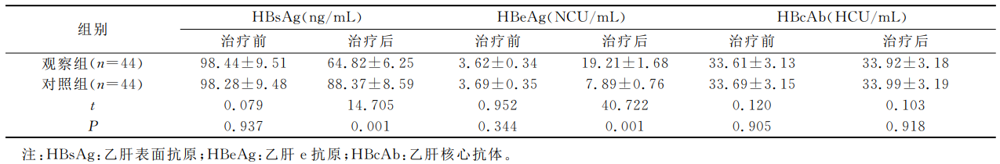 组别 HBsAg(ng/mL) HBeAg(NCU/mL) HBcAb(HCU/mL)
治疗前 治疗后 治疗前 治疗后 治疗前 治疗后
观察组(n=44) 98.44±9.51 64.82±6.25 3.62±0.34 19.21±1.68 33.61±3.13 33.92±3.18
对照组(n=44) 98.28±9.48 88.37±8.59 3.69±0.35 7.89±0.76 33.69±3.15 33.99±3.19
t 0.079 14.705 0.952 40.722 0.120 0.103
P 0.937 0.001 0.344 0.001 0.905 0.918
注:HBsAg:乙肝表面抗原;HBeAg:乙肝 e 抗原;HBcAb:乙肝核心抗体。